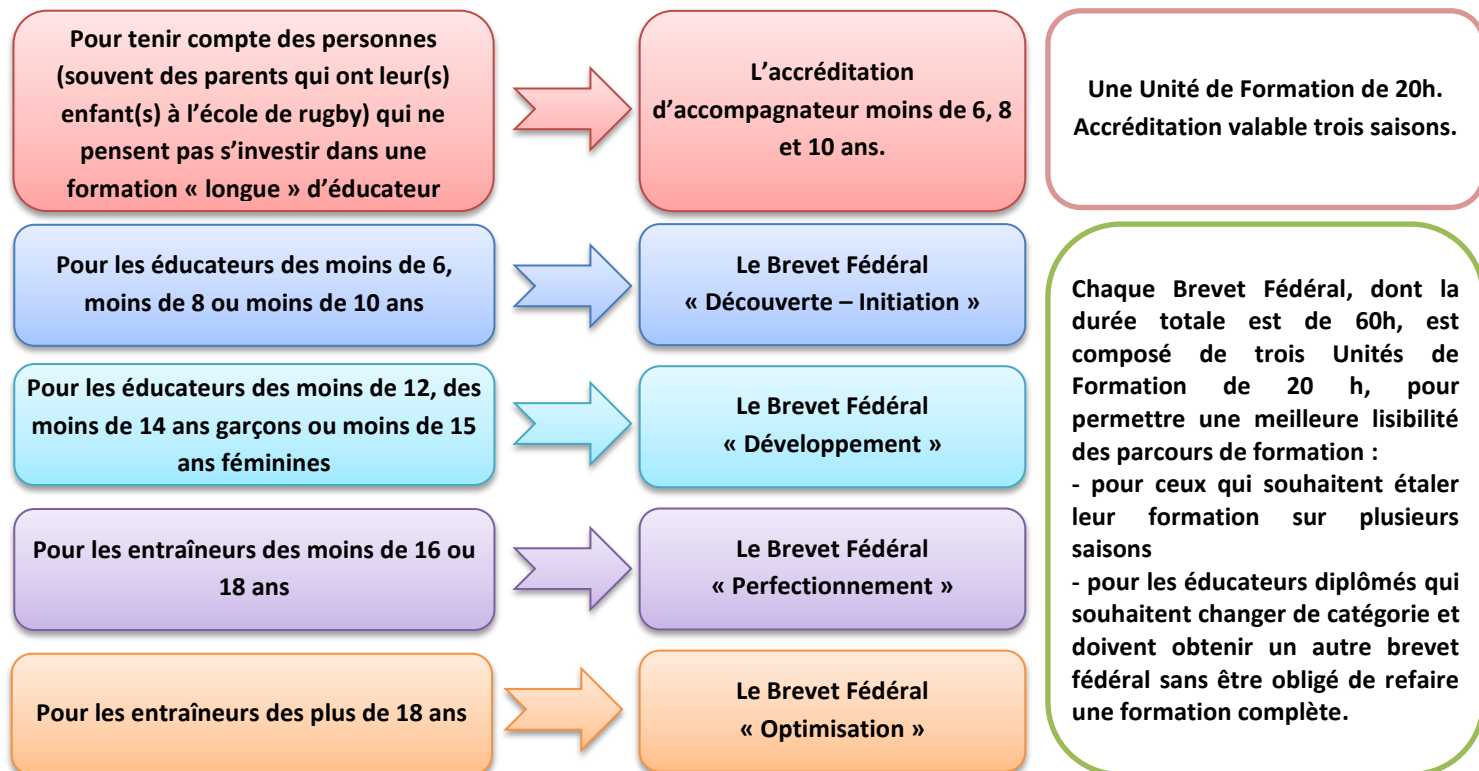 Pour tenir compte des personnes
(souvent des parents qui ont leur(s)
enfant(s) à l’école de rugby) qui ne
pensent pas s’investir dans une
formation « longue » d’éducateur
L’accréditation
d’accompagnateur moins de 6, 8
et 10 ans.
Une Unité de Formation de 20h.
Accréditation valable trois saisons.
Pour les éducateurs des moins de 6,
moins de 8 ou moins de 10 ans
Le Brevet Fédéral
« Découverte – Initiation »
Pour les éducateurs des moins de 12, des
moins de 14 ans garçons ou moins de 15
ans féminines
Le Brevet Fédéral
« Développement »
Pour les entraîneurs des moins de 16 ou
18 ans
Le Brevet Fédéral
« Perfectionnement »
Pour les entraîneurs des plus de 18 ans
Le Brevet Fédéral
« Optimisation »
Chaque Brevet Fédéral, dont la
durée totale est de 60h, est
composé de trois Unités de
Formation de 20 h, pour
permettre une meilleure lisibilité
des parcours de formation :
- pour ceux qui souhaitent étaler
leur formation sur plusieurs
saisons
- pour les éducateurs diplômés qui
souhaitent changer de catégorie et
doivent obtenir un autre brevet
fédéral sans être obligé de refaire
une formation complète.